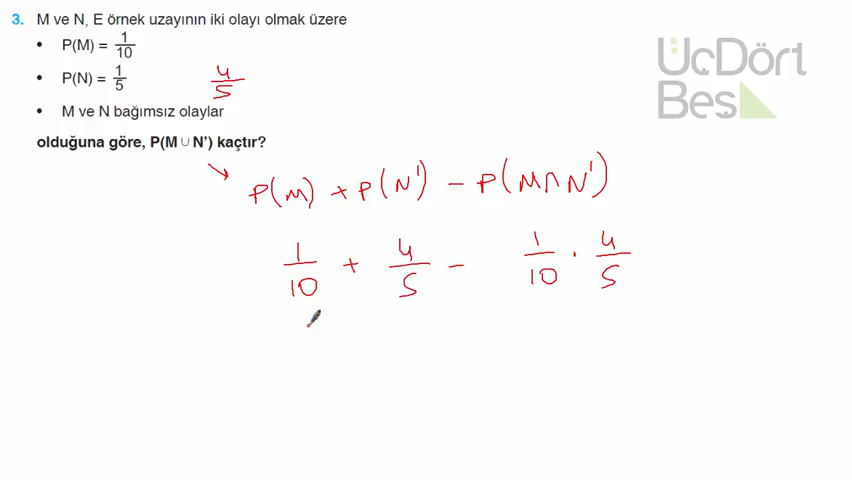 3. M ve N, E örnek uzayının iki olayı olmak üzere
• P(M) = 1/10
• P(N) = 1/5
4/5
• M ve N bağımsız olaylar
olduğuna göre, P(M ∪ N') kaçtır?
P(M) + P(N') - P(M∩N')
1/10 + 4/5 - 1/10 · 4/5
ÜçDört
Beş